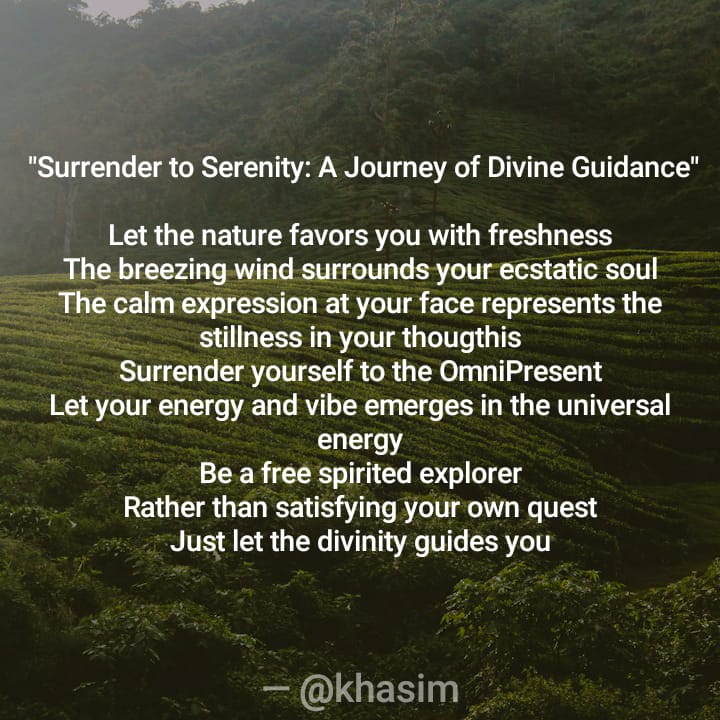 "Surrender to Serenity: A Journey of Divine Guidance"
Let the nature favors you with freshness
The breezing wind surrounds your ecstatic soul
The calm expression at your face represents the
stillness in your thougthis
Surrender yourself to the OmniPresent
Let your energy and vibe emerges in the universal
energy
Be a free spirited explorer
Rather than satisfying your own quest
Just let the divinity guides you
— @khasim